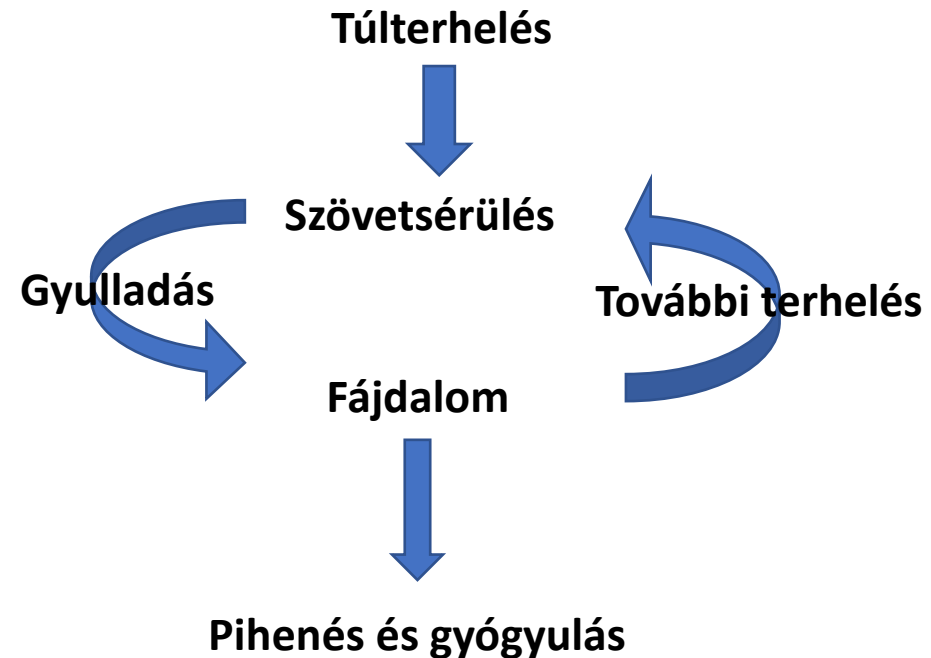 Túlterhelés
Szövetsérülés
Gyulladás
További terhelés
Fájdalom
Pihenés és gyógyulás